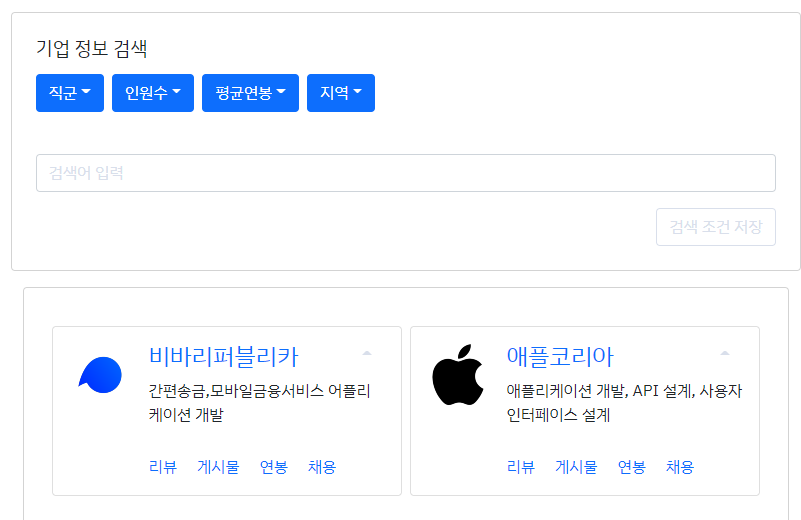 기업 정보 검색
직군 인원수 평균연봉 지역
검색어 입력
검색 조건 저장
비바리퍼블리카
간편송금,모바일금융서비스 어플리
케이션 개발
리뷰 게시물 연봉 채용
애플코리아
애플리케이션 개발, API 설계, 사용자
인터페이스 설계
리뷰 게시물 연봉 채용